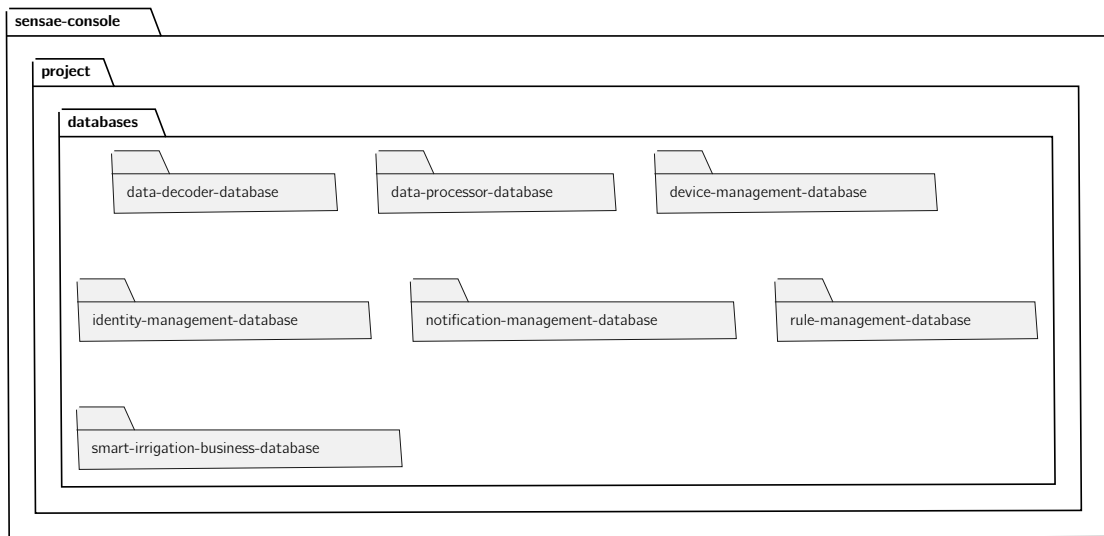 sensae-console
project
databases
data-decoder-database
data-processor-database
device-management-database
identity-management-database
notification-management-database
rule-management-database
smart-irrigation-business-database